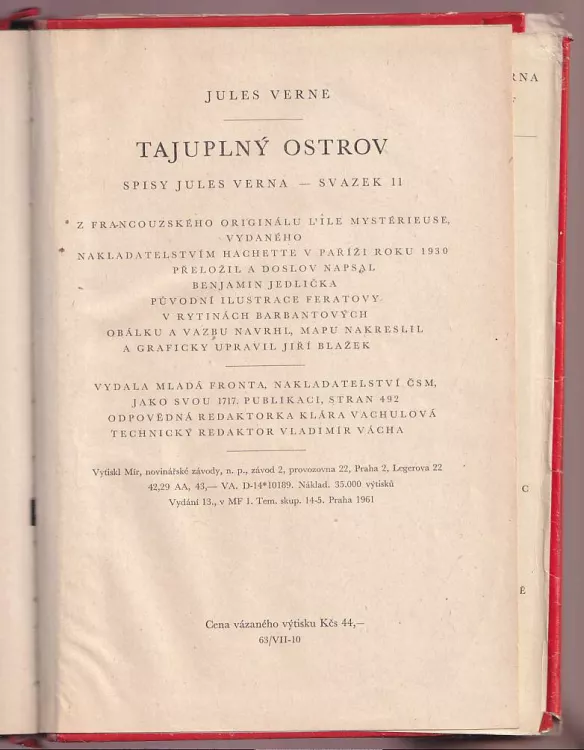 JULES VERNE
TAJUPLNÝ OSTROV
SPISY JULES VERNA — SVAZEK 11
Z FRANCOUZSKÉHO ORIGINÁLU L'ÎLE MYSTÉRIEUSE,
VYDANÉHO
NAKLADATELSTVÍM HACHETTE V PAŘÍŽI ROKU 1930
PŘELOŽIL A DOSLOV NAPSAL
BENJAMIN JEDLIČKA
PŮVODNÍ ILUSTRACE FERATOVY
V RYTINÁCH BARBANTOVÝCH
OBÁLKU A VAZBU NAVRHL, MAPU NAKRESLIL
A GRAFICKY UPRAVIL JIŘÍ BLAŽEK
VYDALA MLADÁ FRONTA, NAKLADATELSTVÍ ČSM,
JAKO SVOU 1717. PUBLIKACI, STRAN 492
ODPOVĚDNÁ REDAKTORKA KLÁRA VACHULOVÁ
TECHNICKÝ REDAKTOR VLADIMÍR VÁCHA
Vytiskl Mír, novinářské závody, n. p., závod 2, provozovna 22, Praha 2, Legerova 22
42,29 AA, 43,— VA. D-14*10189. Náklad. 35.000 výtisků
Vydání 13., v MF 1. Tem. skup. 14-5. Praha 1961
Cena vázaného výtisku Kčs 44,—
63/VII-10
RNA
C
Ě